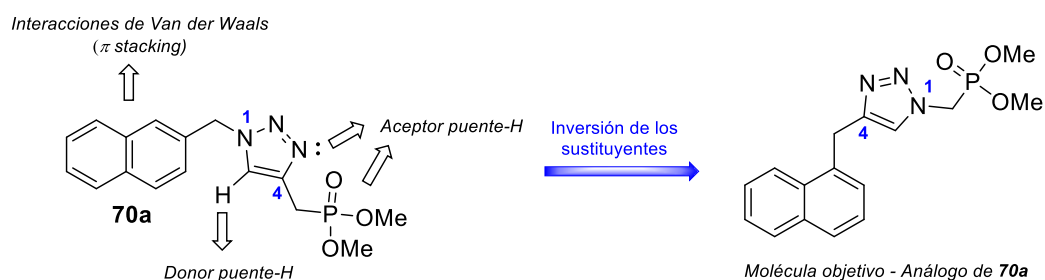 Interacciones de Van der Waals
(π stacking)
1
N
N
N
N :
Aceptor puente-H
H
4
O
P
OMe
OMe
70a
Donor puente-H
Inversión de los
sustituyentes
O
OMe
P
OMe
N
N
1
N
4
Molécula objetivo - Análogo de 70a